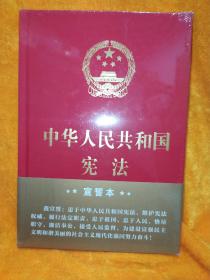 中华人民共和国
宪法
宣誓本
我宣誓：忠于中华人民共和国宪法，维护宪法
权威，履行法定职责，忠于祖国、忠于人民，恪尽
职守、廉洁奉公，接受人民监督，为建设富强民主
文明和谐美丽的社会主义现代化强国努力奋斗！